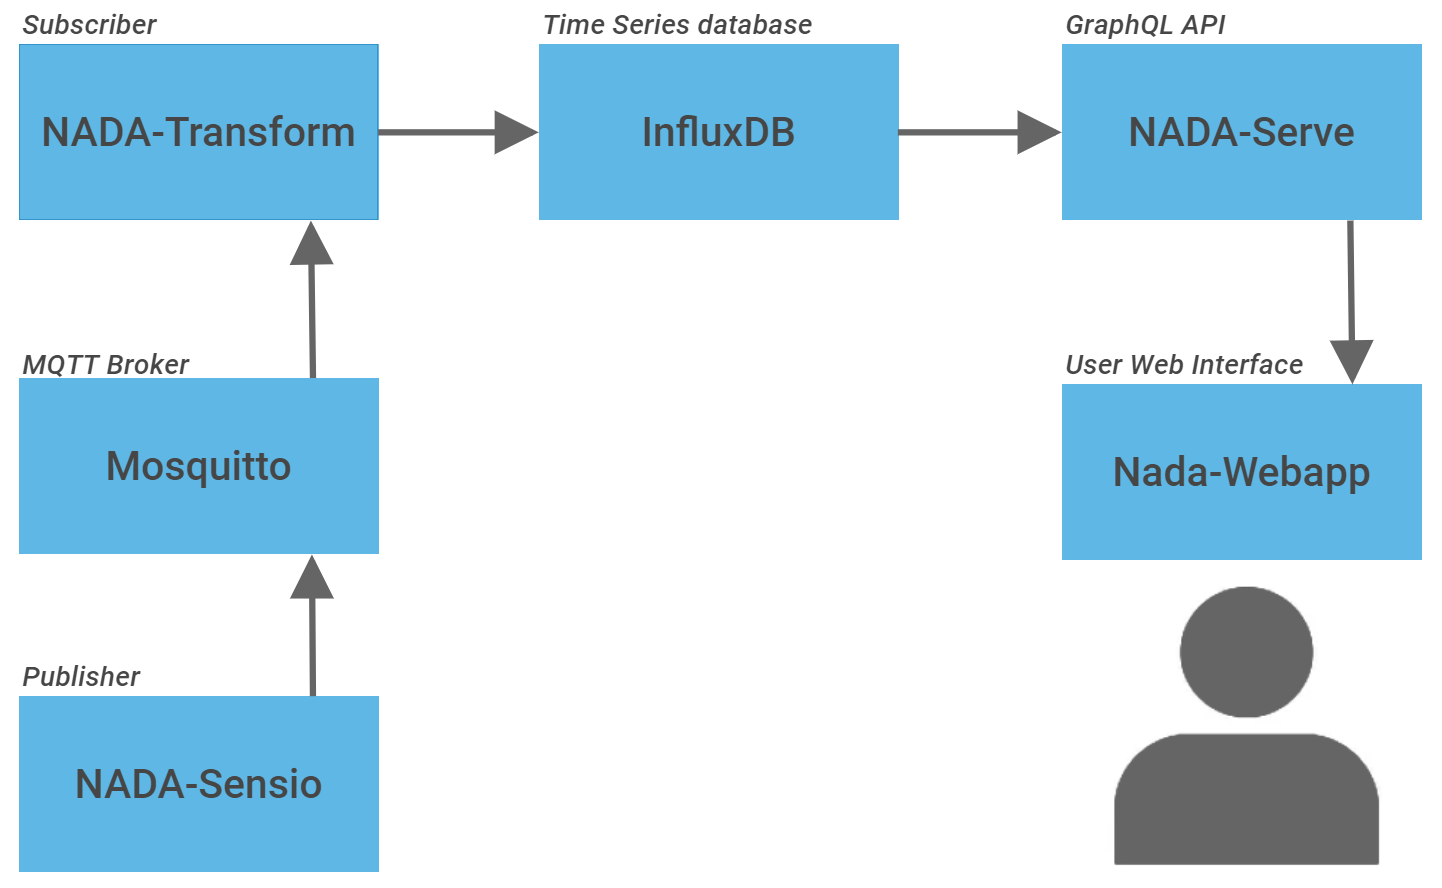 Subscriber
NADA-Transform
Time Series database
InfluxDB
GraphQL API
NADA-Serve
MQTT Broker
Mosquitto
User Web Interface
Nada-Webapp
Publisher
NADA-Sensio